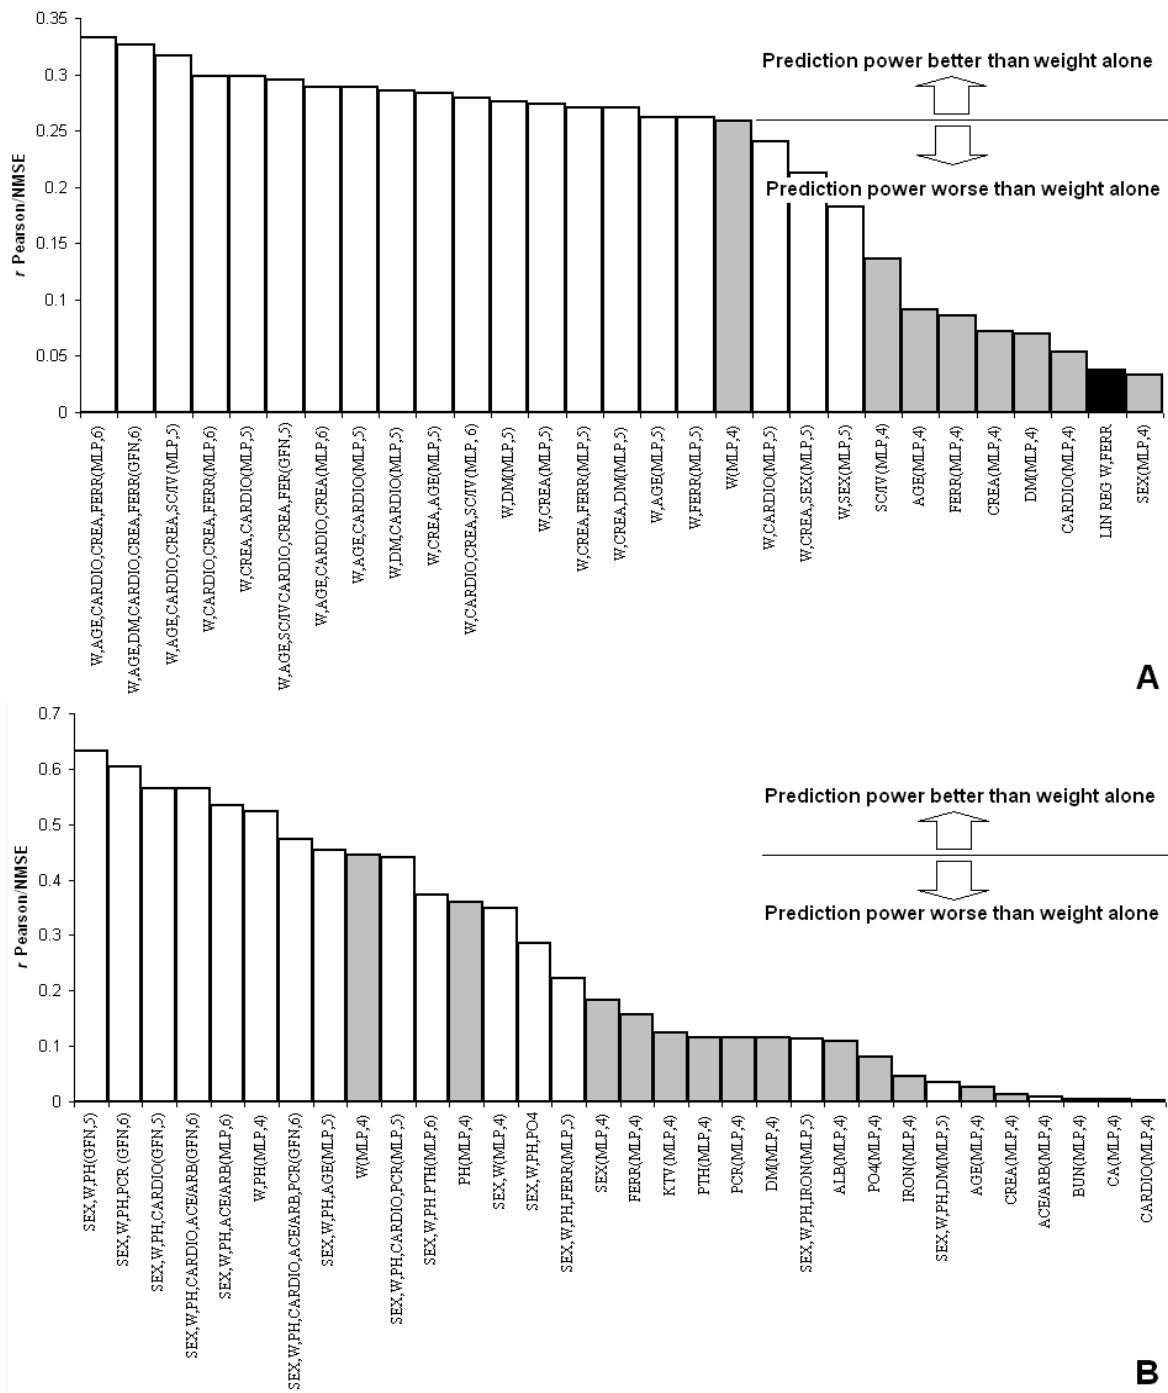 0.35
0.3
0.25
0.2
0.15
0.1
0.05
0
r Pearson/NMSE
Prediction power better than weight alone
Prediction power worse than weight alone
W,AGE,CARDIO,CREA,FERR(MLP,6)
W,AGE,DM,CARDIO,CREA,FERR(GFN,6)
W,AGE,CARDIO,CREA,SC/IV(MLP,5)
W,CARDIO,CREA,FERR(MLP,6)
W,CREA,CARDIO(MLP,5)
W,AGE,SC/IV CARDIO,CREA,FER(GFN,5)
W,AGE,CARDIO,CREA(MLP,6)
W,AGE,CARDIO(MLP,5)
W,DM,CARDIO(MLP,5)
W,CREA,AGE(MLP,5)
W,CARDIO,CREA,SC/IV(MLP, 6)
W,DM(MLP,5)
W,CREA(MLP,5)
W,CREA,FERR(MLP,5)
W,CREA,DM(MLP,5)
W,AGE(MLP,5)
W,FERR(MLP,5)
W(MLP,4)
W,CARDIO(MLP,5)
W,CREA,SEX(MLP,5)
W,SEX(MLP,5)
SC/IV(MLP,4)
AGE(MLP,4)
FERR(MLP,4)
CREA(MLP,4)
DM(MLP,4)
CARDIO(MLP,4)
LIN REG W,FERR
SEX(MLP,4)
A
0.7
0.6
0.5
0.4
0.3
0.2
0.1
0
r Pearson/NMSE
Prediction power better than weight alone
Prediction power worse than weight alone
SEX,W,PH(GFN,5)
SEX,W,PH,PCR (GFN,6)
SEX,W,PH,CARDIO(GFN,5)
SEX,W,PH,CARDIO,ACE/ARB(GFN,6)
SEX,W,PH,ACE/ARB(MLP,6)
W,PH(MLP,4)
SEX,W,PH,CARDIO,ACE/ARB,PCR(GFN,6)
SEX,W,PH,AGE(MLP,5)
W(MLP,4)
SEX,W,PH,CARDIO,PCR(MLP,5)
SEX,W,PH.PTH(MLP,6)
PH(MLP,4)
SEX,W(MLP,4)
SEX,W,PH,PO4
SEX,W,PH,FERR(MLP,5)
SEX(MLP,4)
FERR(MLP,4)
KTV(MLP,4)
PTH(MLP,4)
PCR(MLP,4)
DM(MLP,4)
SEX,W,PH,IRON(MLP,5)
ALB(MLP,4)
PO4(MLP,4)
IRON(MLP,4)
SEX,W,PH,DM(MLP,5)
AGE(MLP,4)
CREA(MLP,4)
ACE/ARB(MLP,4)
BUN(MLP,4)
CA(MLP,4)
CARDIO(MLP,4)
B